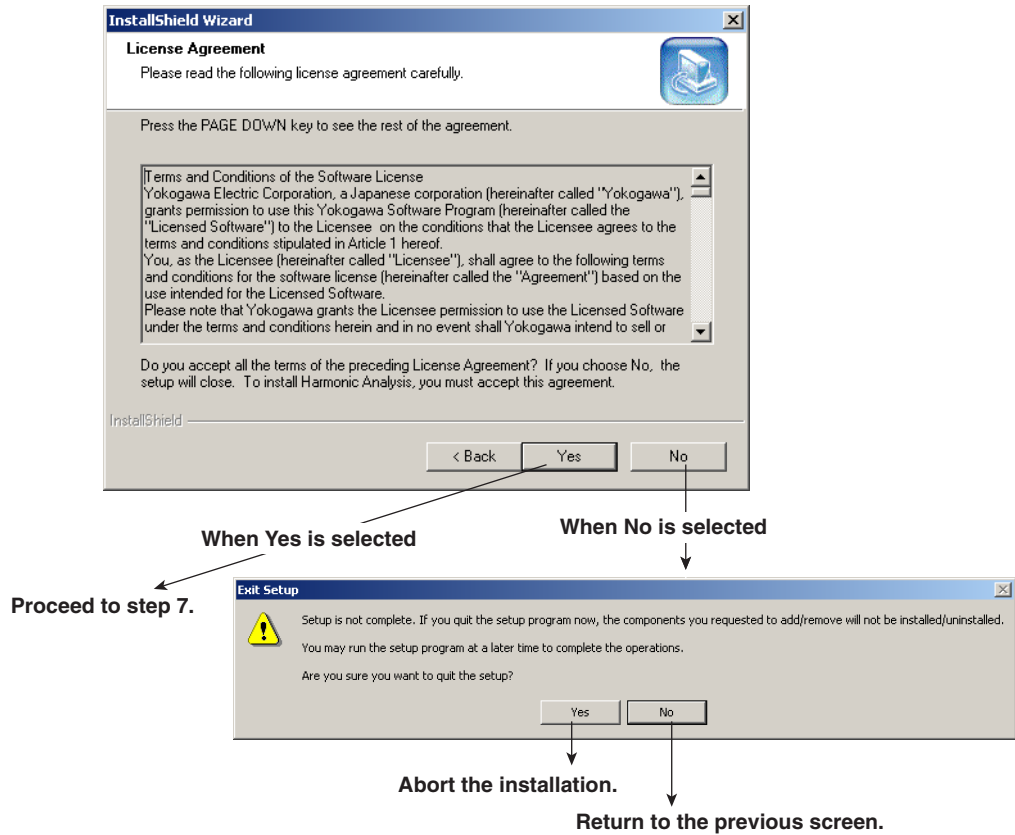 InstallShield Wizard
License Agreement
Please read the following license agreement carefully.
Press the PAGE DOWN key to see the rest of the agreement.
Terms and Conditions of the Software License
Yokogawa Electric Corporation, a Japanese corporation (hereinafter called "Yokogawa"),
grants permission to use this Yokogawa Software Program (hereinafter called the
"Licensed Software") to the Licensee on the conditions that the Licensee agrees to the
terms and conditions stipulated in Article 1 hereof.
You, as the Licensee (hereinafter called "Licensee"), shall agree to the following terms
and conditions for the software license (hereinafter called the "Agreement") based on the
use intended for the Licensed Software.
Please note that Yokogawa grants the Licensee permission to use the Licensed Software
under the terms and conditions herein and in no event shall Yokogawa intend to sell or
Do you accept all the terms of the preceding License Agreement? If you choose No, the
setup will close. To install Harmonic Analysis, you must accept this agreement.
InstallShield
< Back Yes No
When Yes is selected
When No is selected
Proceed to step 7.
Exit Setup
Setup is not complete. If you quit the setup program now, the components you requested to add/remove will not be installed/uninstalled.
You may run the setup program at a later time to complete the operations.
Are you sure you want to quit the setup?
Yes No
Abort the installation.
Return to the previous screen.